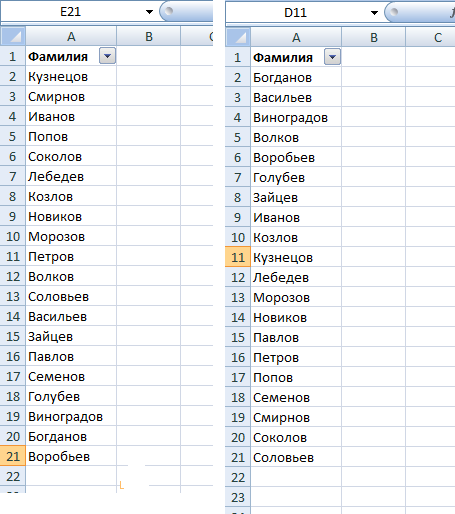 E21
A B C
1 Фамилия
2 Кузнецов
3 Смирнов
4 Иванов
5 Попов
6 Соколов
7 Лебедев
8 Козлов
9 Новиков
10 Морозов
11 Петров
12 Волков
13 Соловьев
14 Васильев
15 Зайцев
16 Павлов
17 Семенов
18 Голубев
19 Виноградов
20 Богданов
21 Воробьев
22
D11
A B C
1 Фамилия
2 Богданов
3 Васильев
4 Виноградов
5 Волков
6 Воробьев
7 Голубев
8 Зайцев
9 Иванов
10 Козлов
11 Кузнецов
12 Лебедев
13 Морозов
14 Новиков
15 Павлов
16 Петров
17 Попов
18 Семенов
19 Смирнов
20 Соколов
21 Соловьев
22
23